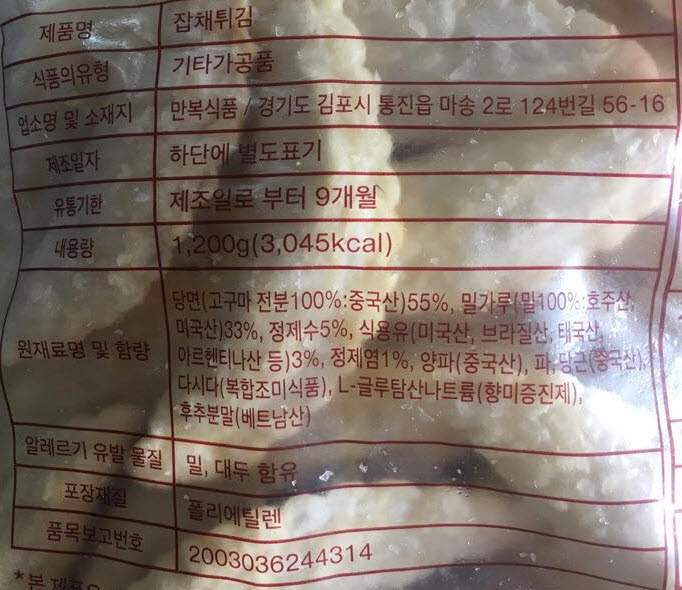 제품명 잡채튀김
식품의유형 기타가공품
업소명 및 소재지 만복식품 / 경기도 김포시 통진읍 마송 2로 124번길 56-16
제조일자 하단에 별도표기
유통기한 제조일로 부터 9개월
내용량 1,200g(3,045kcal)
원재료명 및 함량
당면(고구마 전분100%:중국산)55%, 밀가루(밀100%:호주산,
미국산)33%, 정제수5%, 식용유(미국산, 브라질산, 태국산,
아르헨티나산 등)3%, 정제염1%, 양파(중국산), 파, 당근(중국산),
다시다(복합조미식품), L-글루탐산나트륨(향미증진제),
후추분말(베트남산)
알레르기 유발 물질 밀, 대두 함유
포장재질 폴리에틸렌
품목보고번호 2003036244314
*본